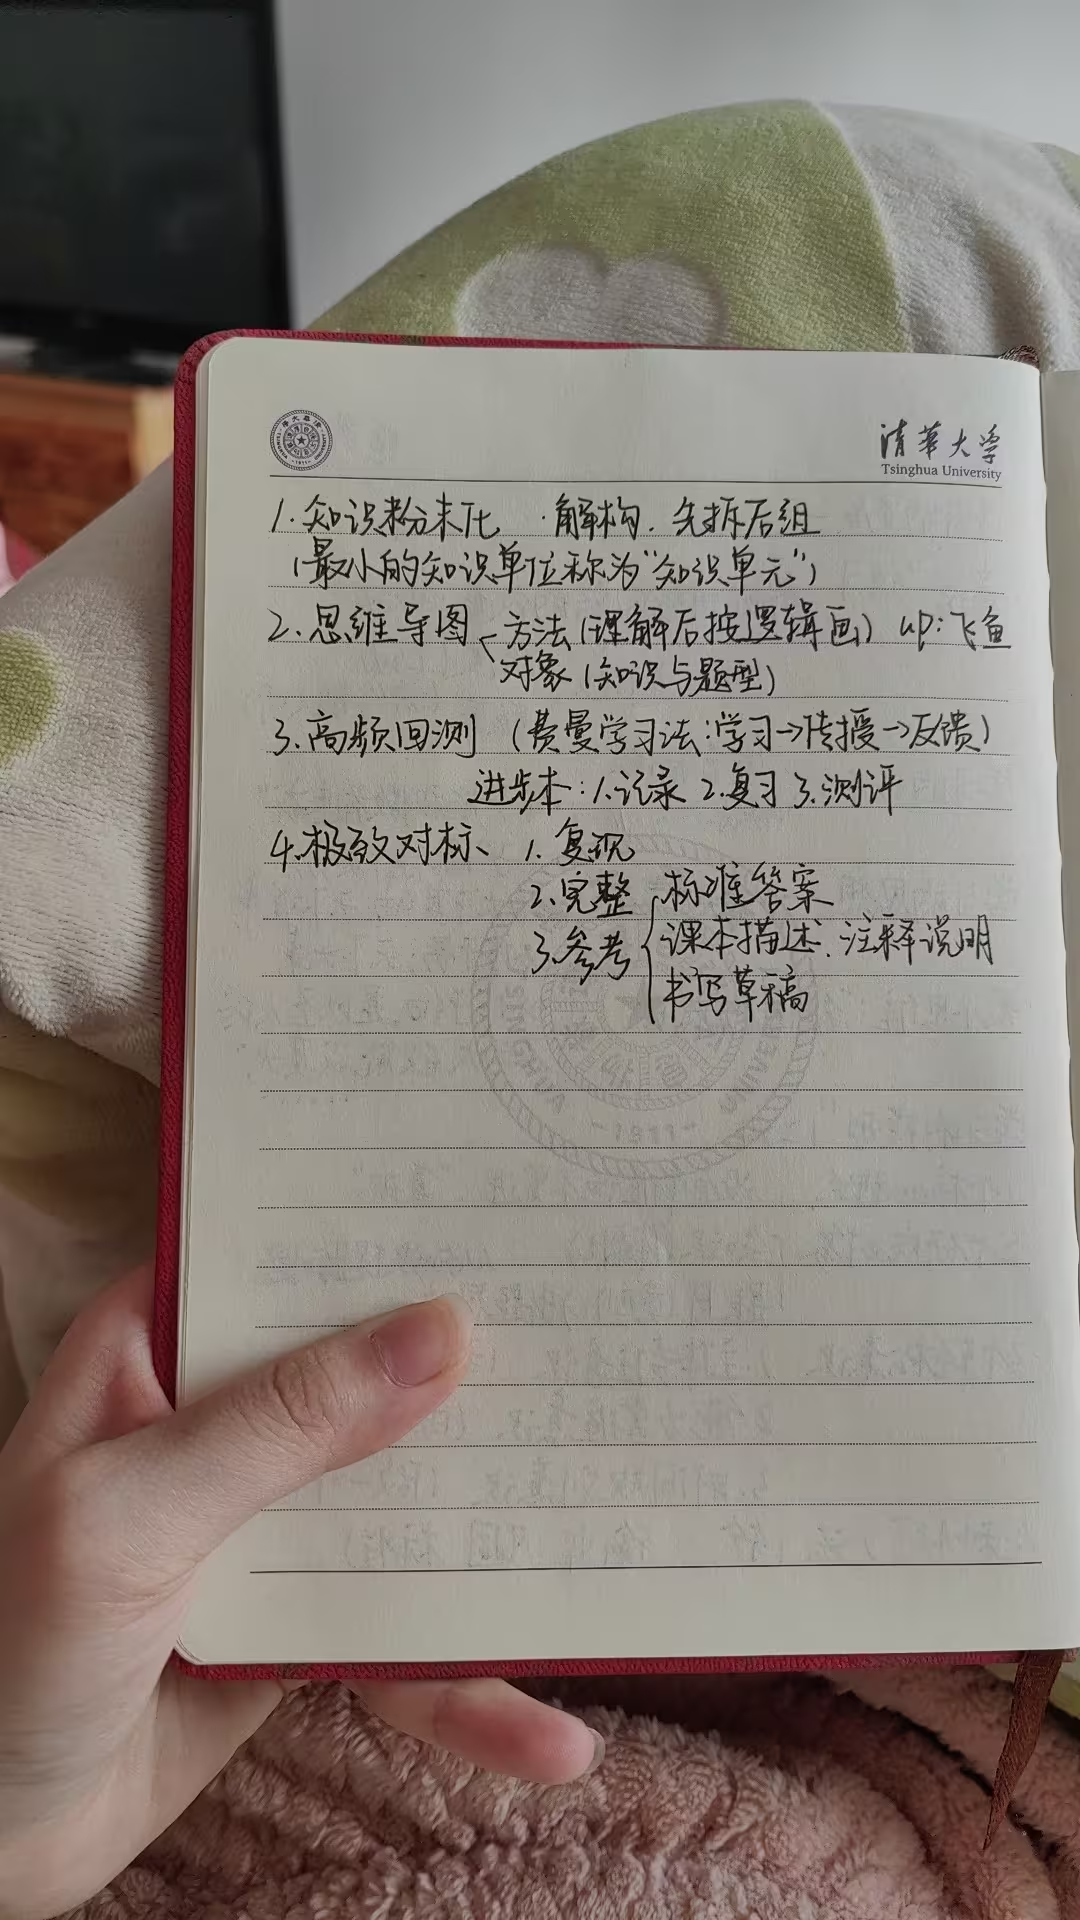 清华大学
Tsinghua University
1.知识粉末化 ·解构.先拆后组
(最小的知识单位称为“知识单元”)
2.思维导图 方法(理解后按逻辑画) up:飞鱼
对象(知识与题型)
3.高频回测 (费曼学习法:学习→传授→反馈)
进步本:1.记录 2.复习 3.测评
4.极致对标、 1.复现
2.完整 标准答案
3.参考 课本描述、注释说明
书写草稿
-1911-